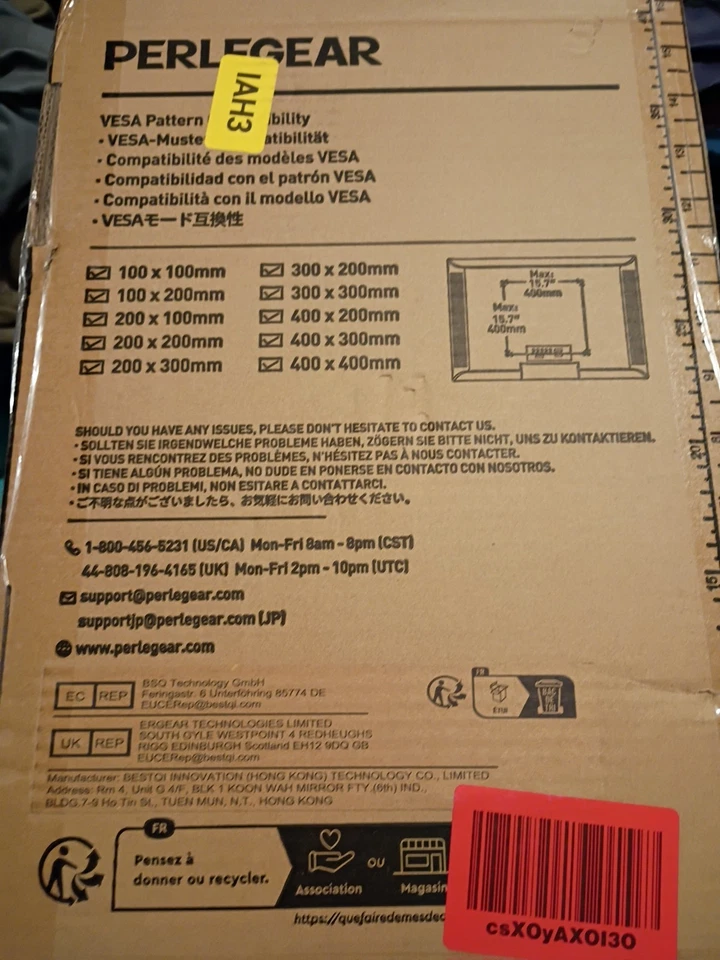 PERLEGEAR
IAH3
VESA Pattern
• VESA-Muste
• Compatibilité des modèles VESA
• Compatibilidad con el patrón VESA
• Compatibilità con il modello VESA
• VESAモード互換性
100 x 100mm
100 x 200mm
200 x 100mm
200 x 200mm
200 x 300mm
300 x 200mm
300 x 300mm
400 x 200mm
400 x 300mm
400 x 400mm
Max:
15.7"
400mm
Max:
15.7"
400mm
SHOULD YOU HAVE ANY ISSUES, PLEASE DON'T HESITATE TO CONTACT US.
• SOLLTEN SIE IRGENDWELCHE PROBLEME HABEN, ZÖGERN SIE BITTE NICHT, UNS ZU KONTAKTIEREN.
• SI VOUS RENCONTREZ DES PROBLÈMES, N'HÉSITEZ PAS À NOUS CONTACTER.
• SI TIENE ALGÚN PROBLEMA, NO DUDE EN PONERSE EN CONTACTO CON NOSOTROS.
• IN CASO DI PROBLEMI, NON ESITARE A CONTATTARCI.
• ご不明な点がございましたら、お気軽にお問い合わせください。
1-800-456-5231 (US/CA) Mon-Fri 8am - 8pm (CST)
44-808-196-4165 (UK) Mon-Fri 2pm - 10pm (UTC)
support@perlegear.com
supportjp@perlegear.com (JP)
www.perlegear.com
EC REP
BSQ Technology GmbH
Feringastr. 6 Unterföhring 85774 DE
EUCERep@bestqi.com
UK REP
ERGEAR TECHNOLOGIES LIMITED
SOUTH GYLE WESTPOINT 4 REDHEUGHS
RIGG EDINBURGH Scotland EH12 9DQ GB
EUCERep@bestqi.com
FR
BAC
DE
TRI
Manufacturer: BESTQI INNOVATION (HONG KONG) TECHNOLOGY CO., LIMITED
Address: Rm 4, Unit G 4/F, BLK 1 KOON WAH MIRROR FTY (6th) IND.,
BLDG.7-9 Ho Tin St., TUEN MUN, N.T., HONG KONG
FR
Pensez à
donner ou recycler.
Association
OU
Magasin
https://quefairedemesdec
csXOyAXOI3O